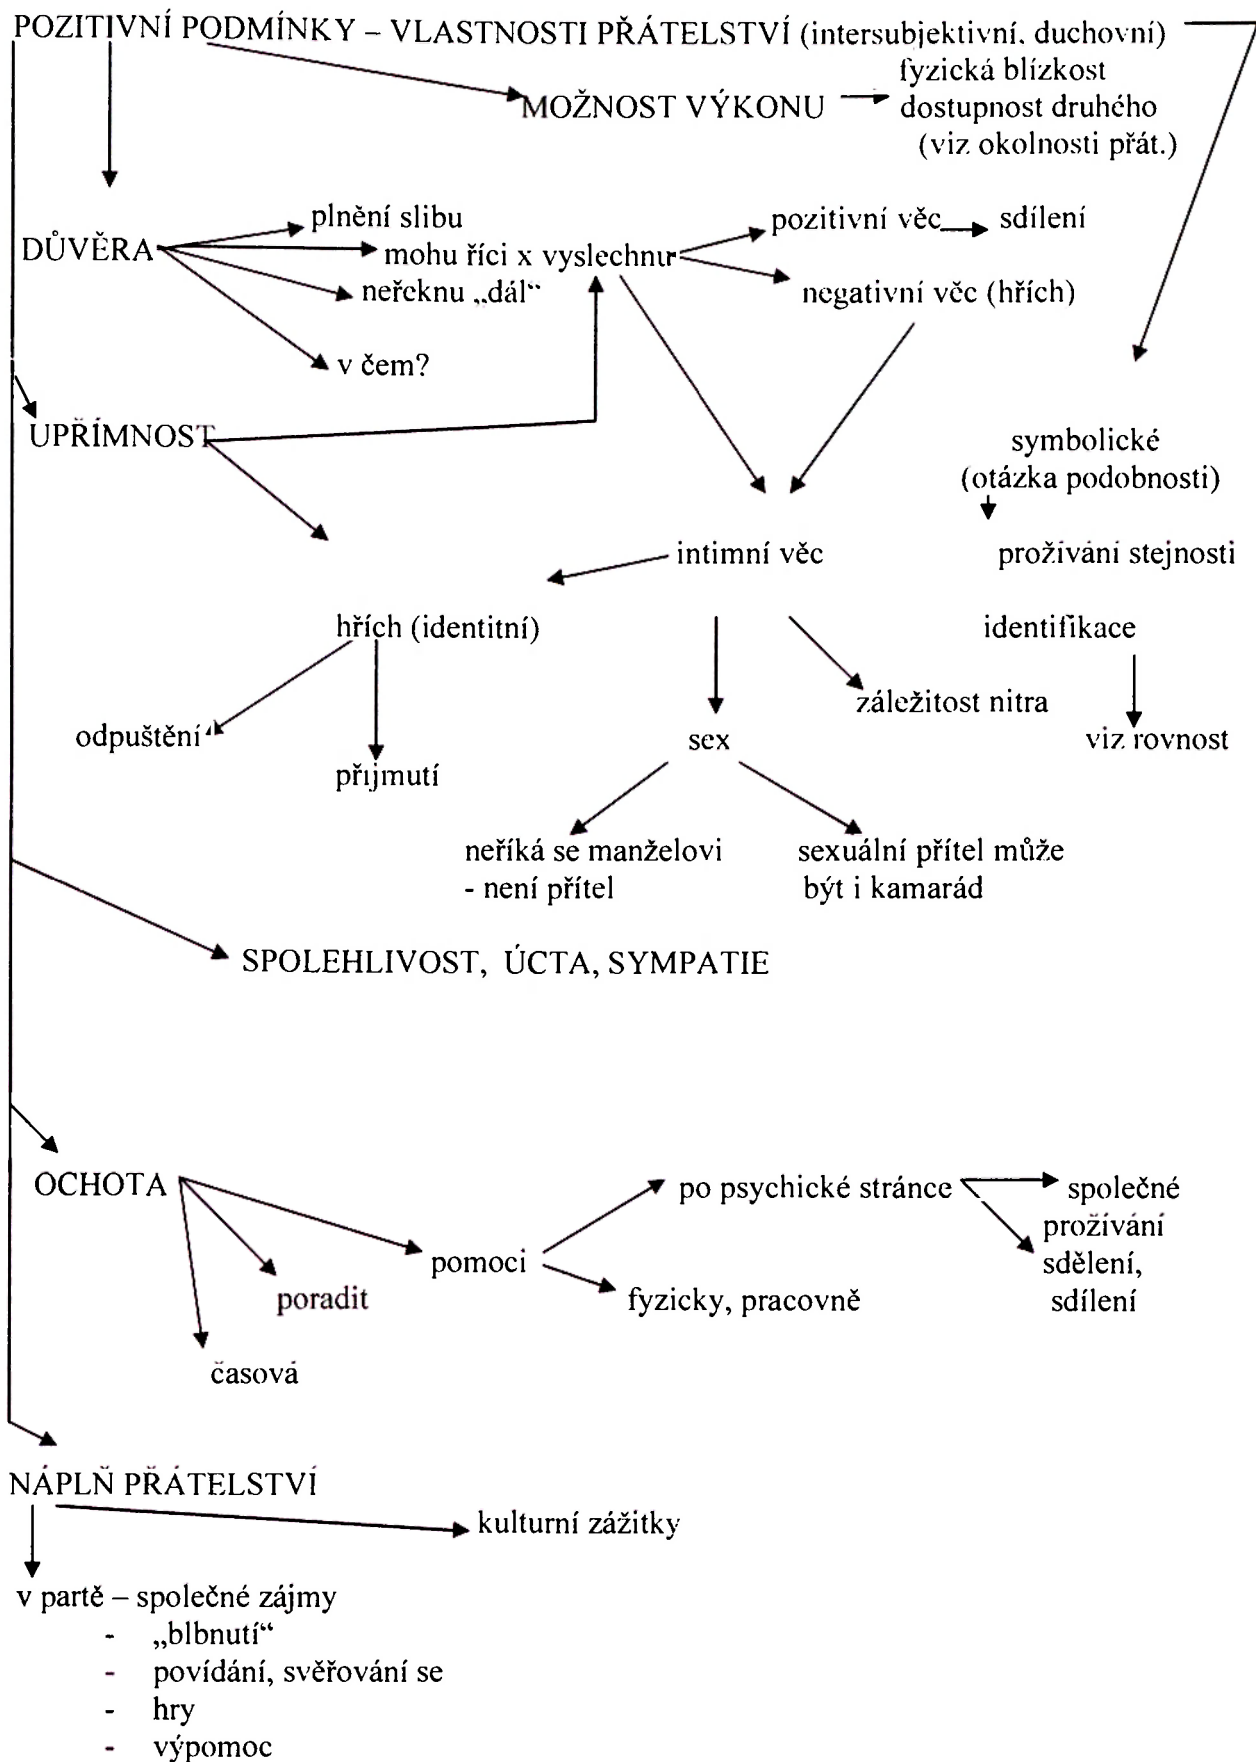 POZITIVNÍ PODMÍNKY – VLASTNOSTI PŘÁTELSTVÍ (intersubjektivní, duchovní)
fyzická blízkost
MOŽNOST VÝKONU
dostupnost druhého
(viz okolnosti přát.)
plnění slibu
pozitivní věc
sdílení
DŮVĚRA
mohu říci x vyslechnu
neřeknu „dál“
negativní věc (hřích)
v čem?
UPŘÍMNOST
symbolické
(otázka podobnosti)
intimní věc
prožívání stejnosti
hřích (identitní)
identifikace
záležitost nitra
odpuštění
sex
viz rovnost
přijmutí
neříká se manželovi
- není přítel
sexuální přítel může
být i kamarád
SPOLEHLIVOST, ÚCTA, SYMPATIE
OCHOTA
po psychické stránce
společné
prožívání
sdělení,
sdílení
pomoci
poradit
fyzicky, pracovně
časová
NÁPLŇ PŘÁTELSTVÍ
kulturní zážitky
v partě – společné zájmy
- „blbnutí“
- povídání, svěřování se
- hry
- výpomoc